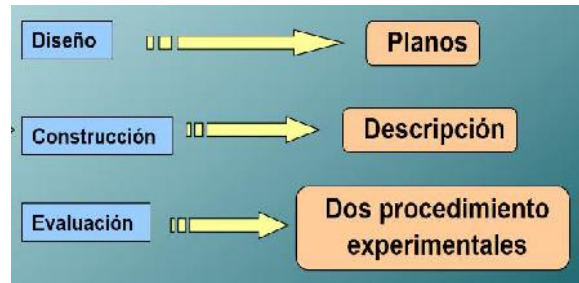 Diseño
Planos
Construcción
Descripción
Evaluación
Dos procedimiento
experimentales